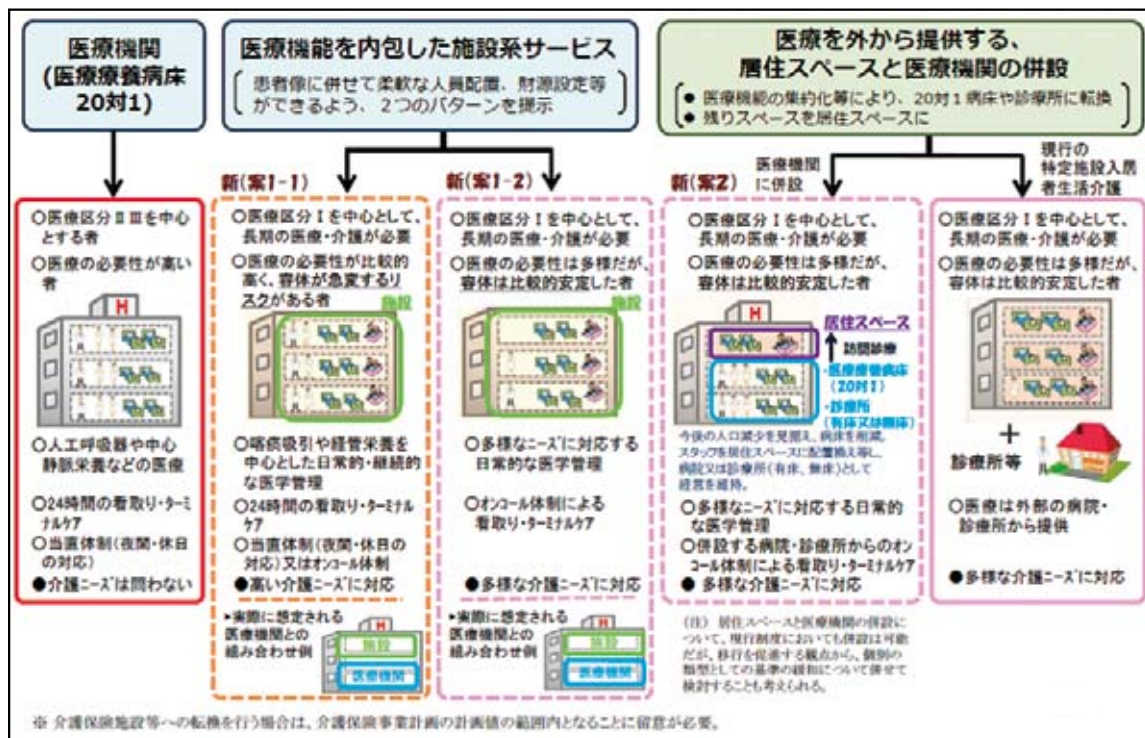 医療機関
(医療療養病床
20対1)
医療機能を内包した施設系サービス
患者像に併せて柔軟な人員配置、財源設定等
ができるよう、2つのパターンを提示
医療を外から提供する、
居住スペースと医療機関の併設
● 医療機能の集約化等により、20対1病床や診療所に転換
● 残りスペースを居住スペースに
新(案1-1)
新(案1-2)
新(案2)
医療機関
に併設
現行の
特定施設入居
者生活介護
○医療区分ⅡⅢを中心
とする者
○医療の必要性が高い
者
H
○人工呼吸器や中心
静脈栄養などの医療
○24時間の看取り・ターミ
ナルケア
○当直体制(夜間・休日
の対応)
●介護ニーズは問わない
○医療区分Ⅰを中心として、
長期の医療・介護が必要
○医療の必要性が比較的
高く、容体が急変するリ
スクがある者
施設
H
○喀痰吸引や経管栄養を
中心とした日常的・継続的
な医学管理
○24時間の看取り・ターミナル
ケア
○当直体制(夜間・休日の
対応)又はオンコール体制
●高い介護ニーズに対応
▸実際に想定される
医療機関との
組み合わせ例
施設
医療機関
○医療区分Ⅰを中心として、
長期の医療・介護が必要
○医療の必要性は多様だが、
容体は比較的安定した者
施設
○多様なニーズに対応する
日常的な医学管理
○オンコール体制による
看取り・ターミナルケア
●多様な介護ニーズに対応
▸実際に想定される
医療機関との
組み合わせ例
施設
医療機関
○医療区分Ⅰを中心として、
長期の医療・介護が必要
○医療の必要性は多様だが、
容体は比較的安定した者
H
居住スペース
訪問診療
・医療療養病床
(20対1)
・診療所
(有床又は無床)
今後の人口減少を見据え、病床を削減。
スタッフを居住スペースに配置換え等し、
病院又は診療所(有床、無床)として
経営を維持。
○多様なニーズに対応する日常的
な医学管理
○併設する病院・診療所からのオン
コール体制による看取り・ターミナルケア
● 多様な介護ニーズに対応
(注) 居住スペースと医療機関の併設に
ついて、現行制度においても併設は可能
だが、移行を促進する観点から、個別の
類型としての基準の緩和について併せて
検討することも考えられる。
○医療区分Ⅰを中心として、
長期の医療・介護が必要
○医療の必要性は多様だが、
容体は比較的安定した者
+
診療所等
○医療は外部の病院・
診療所から提供
●多様な介護ニーズに対応
※ 介護保険施設等への転換を行う場合は、介護保険事業計画の計画値の範囲内となることに留意が必要。